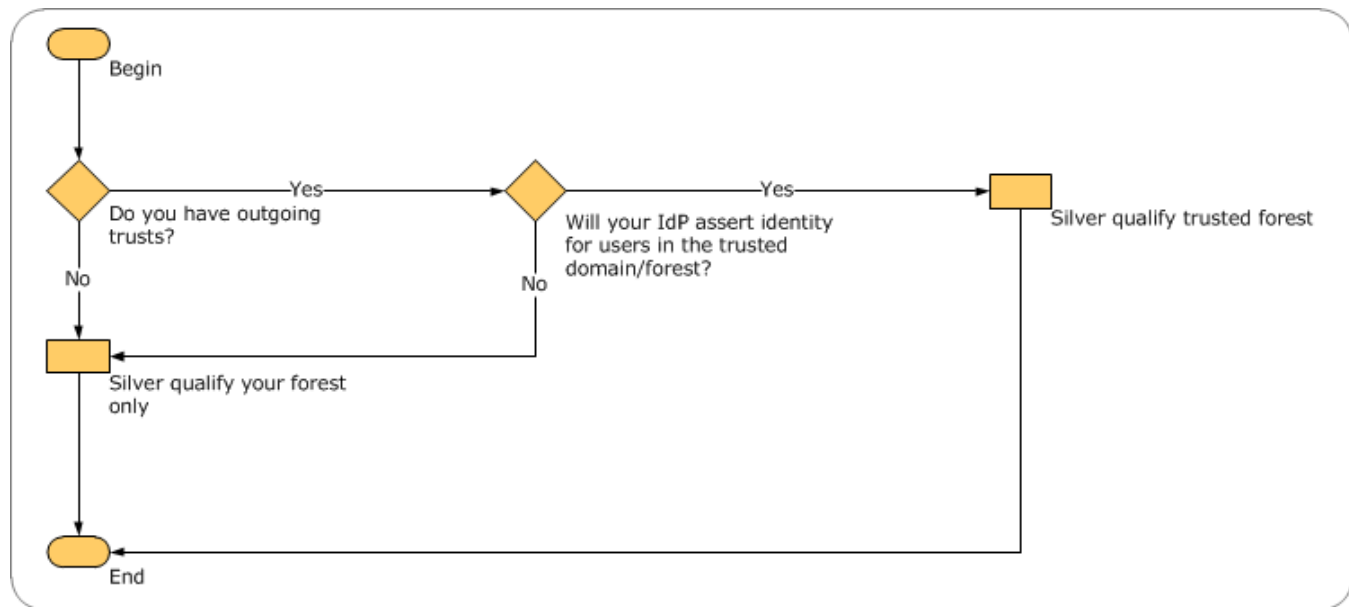 Begin
Yes
Yes
Do you have outgoing
trusts?
Will your IdP assert identity
for users in the trusted
domain/forest?
Silver qualify trusted forest
No
No
Silver qualify your forest
only
End